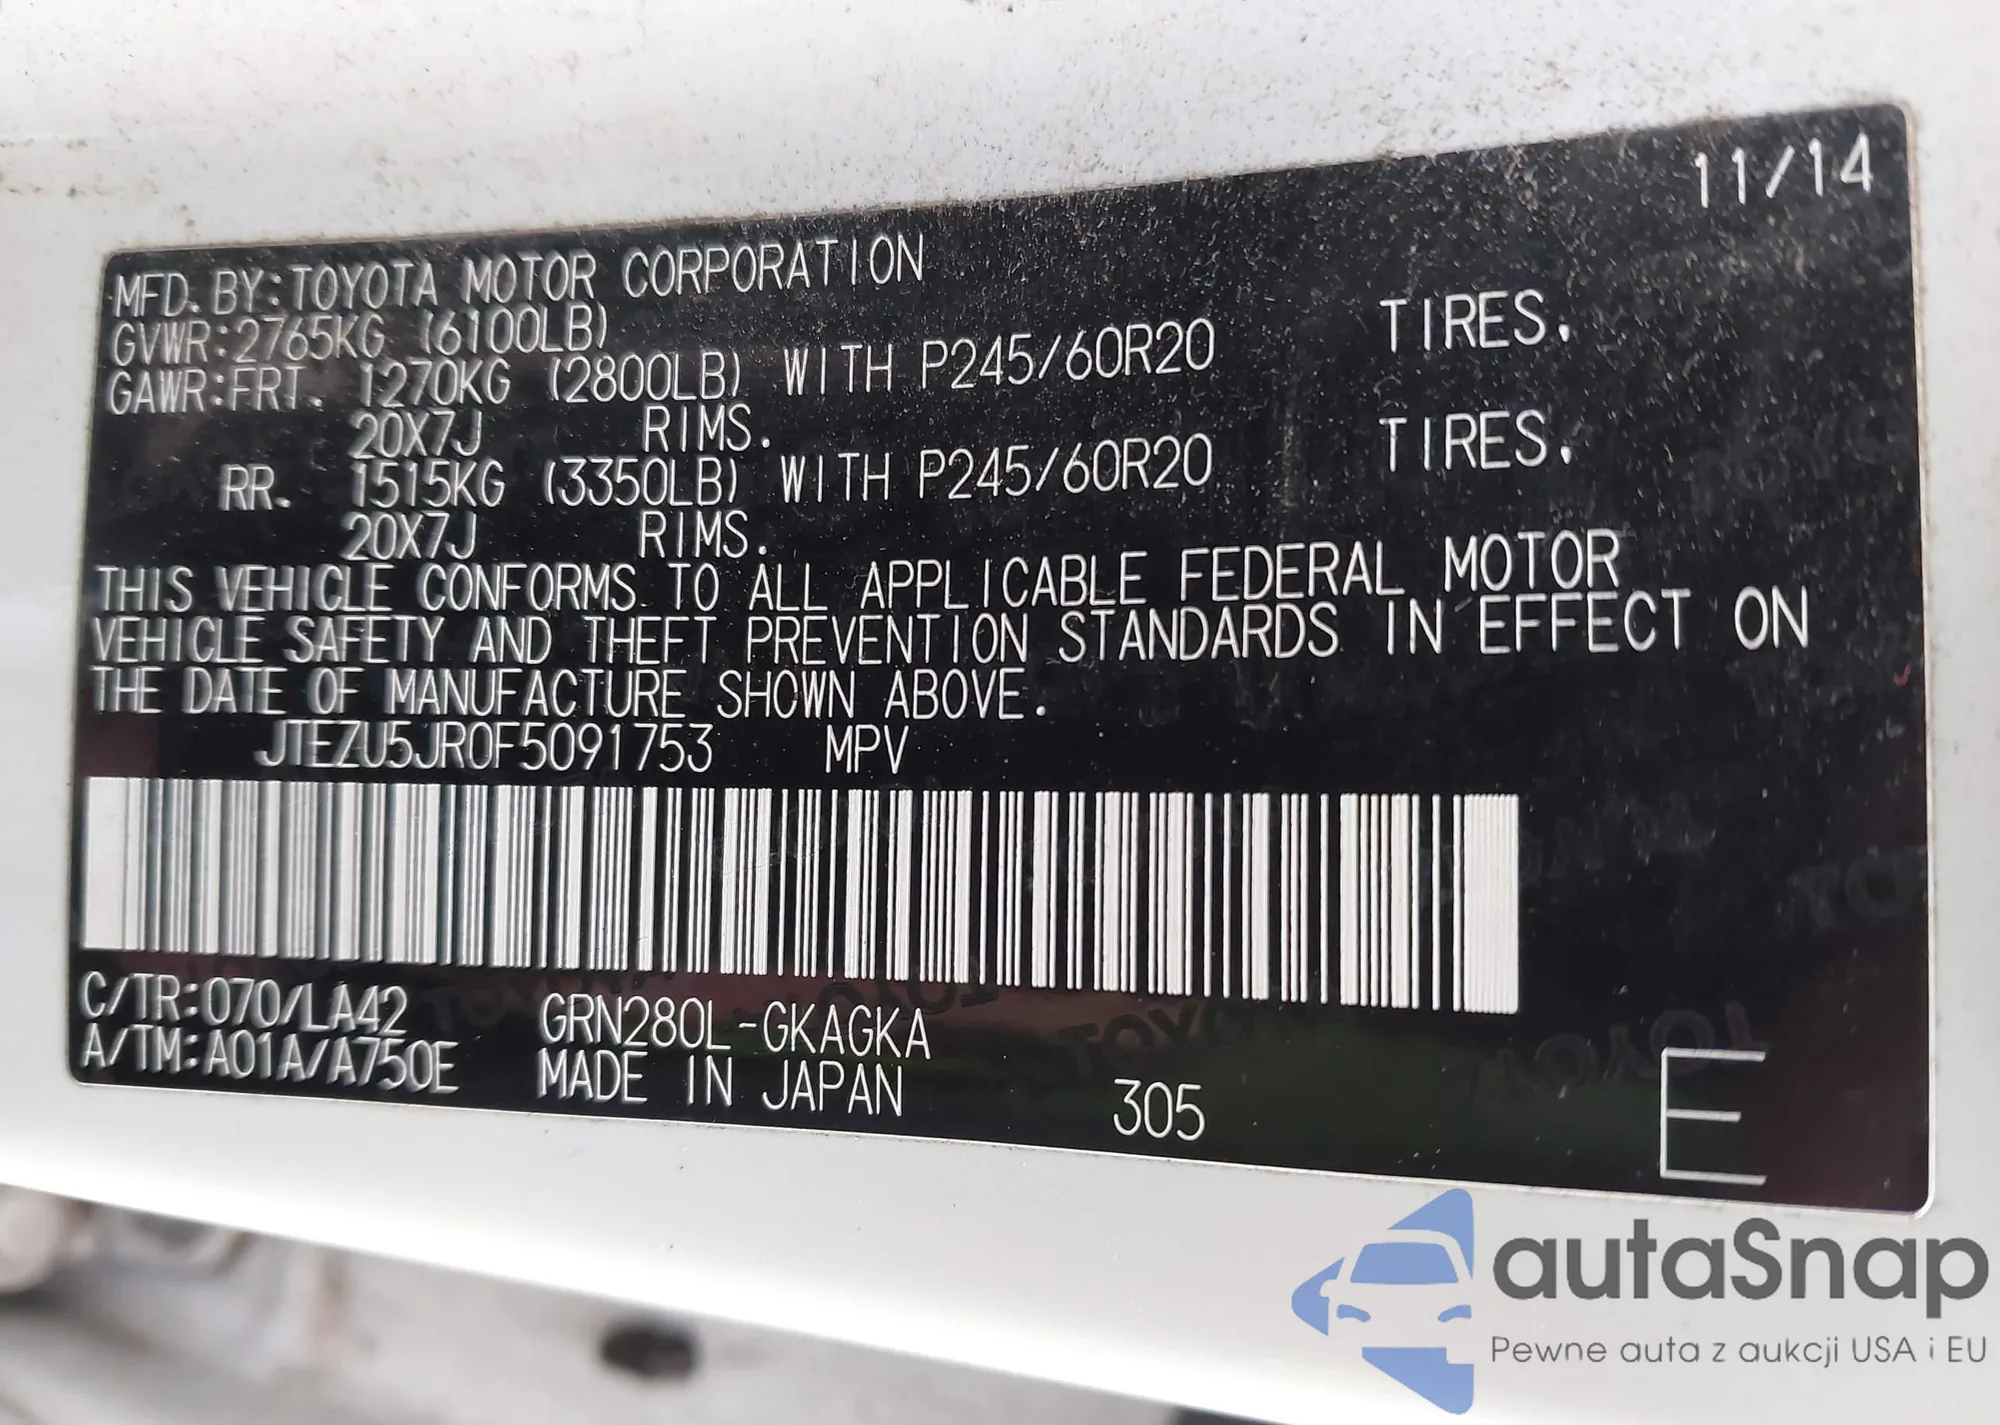 11/14
MFD. BY: TOYOTA MOTOR CORPORATION
GVWR: 2765KG (6100LB)
GAWR: FRT. 1270KG (2800LB) WITH P245/60R20 TIRES.
20X7J RIMS.
RR. 1515KG (3350LB) WITH P245/60R20 TIRES.
20X7J RIMS.
THIS VEHICLE CONFORMS TO ALL APPLICABLE FEDERAL MOTOR
VEHICLE SAFETY AND THEFT PREVENTION STANDARDS IN EFFECT ON
THE DATE OF MANUFACTURE SHOWN ABOVE.
JTEZU5JR0F5091753 MPV
C/TR: 070/LA42 GRN280L-GKAGKA
A/TM: A01A/A750E MADE IN JAPAN 305 E
autaSnap
Pewne auta z aukcji USA i EU